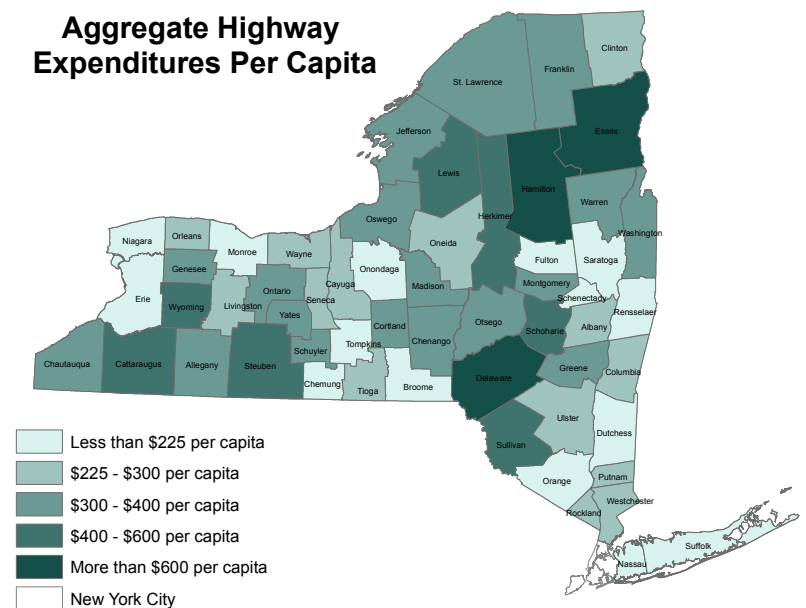 Aggregate Highway
Expenditures Per Capita
Clinton
Franklin
St. Lawrence
Essex
Jefferson
Lewis
Hamilton
Herkimer
Warren
Washington
Oswego
Oneida
Niagara
Orleans
Monroe
Wayne
Onondaga
Fulton
Saratoga
Genesee
Cayuga
Madison
Montgomery
Erie
Wyoming
Livingston
Ontario
Seneca
Schenectady
Rensselaer
Yates
Cortland
Otsego
Schoharie
Albany
Chenango
Tompkins
Schuyler
Chautauqua
Cattaraugus
Allegany
Steuben
Chemung
Tioga
Broome
Delaware
Greene
Columbia
Ulster
Dutchess
Sullivan
Orange
Putnam
Westchester
Rockland
Nassau
Suffolk
Less than $225 per capita
$225 - $300 per capita
$300 - $400 per capita
$400 - $600 per capita
More than $600 per capita
New York City